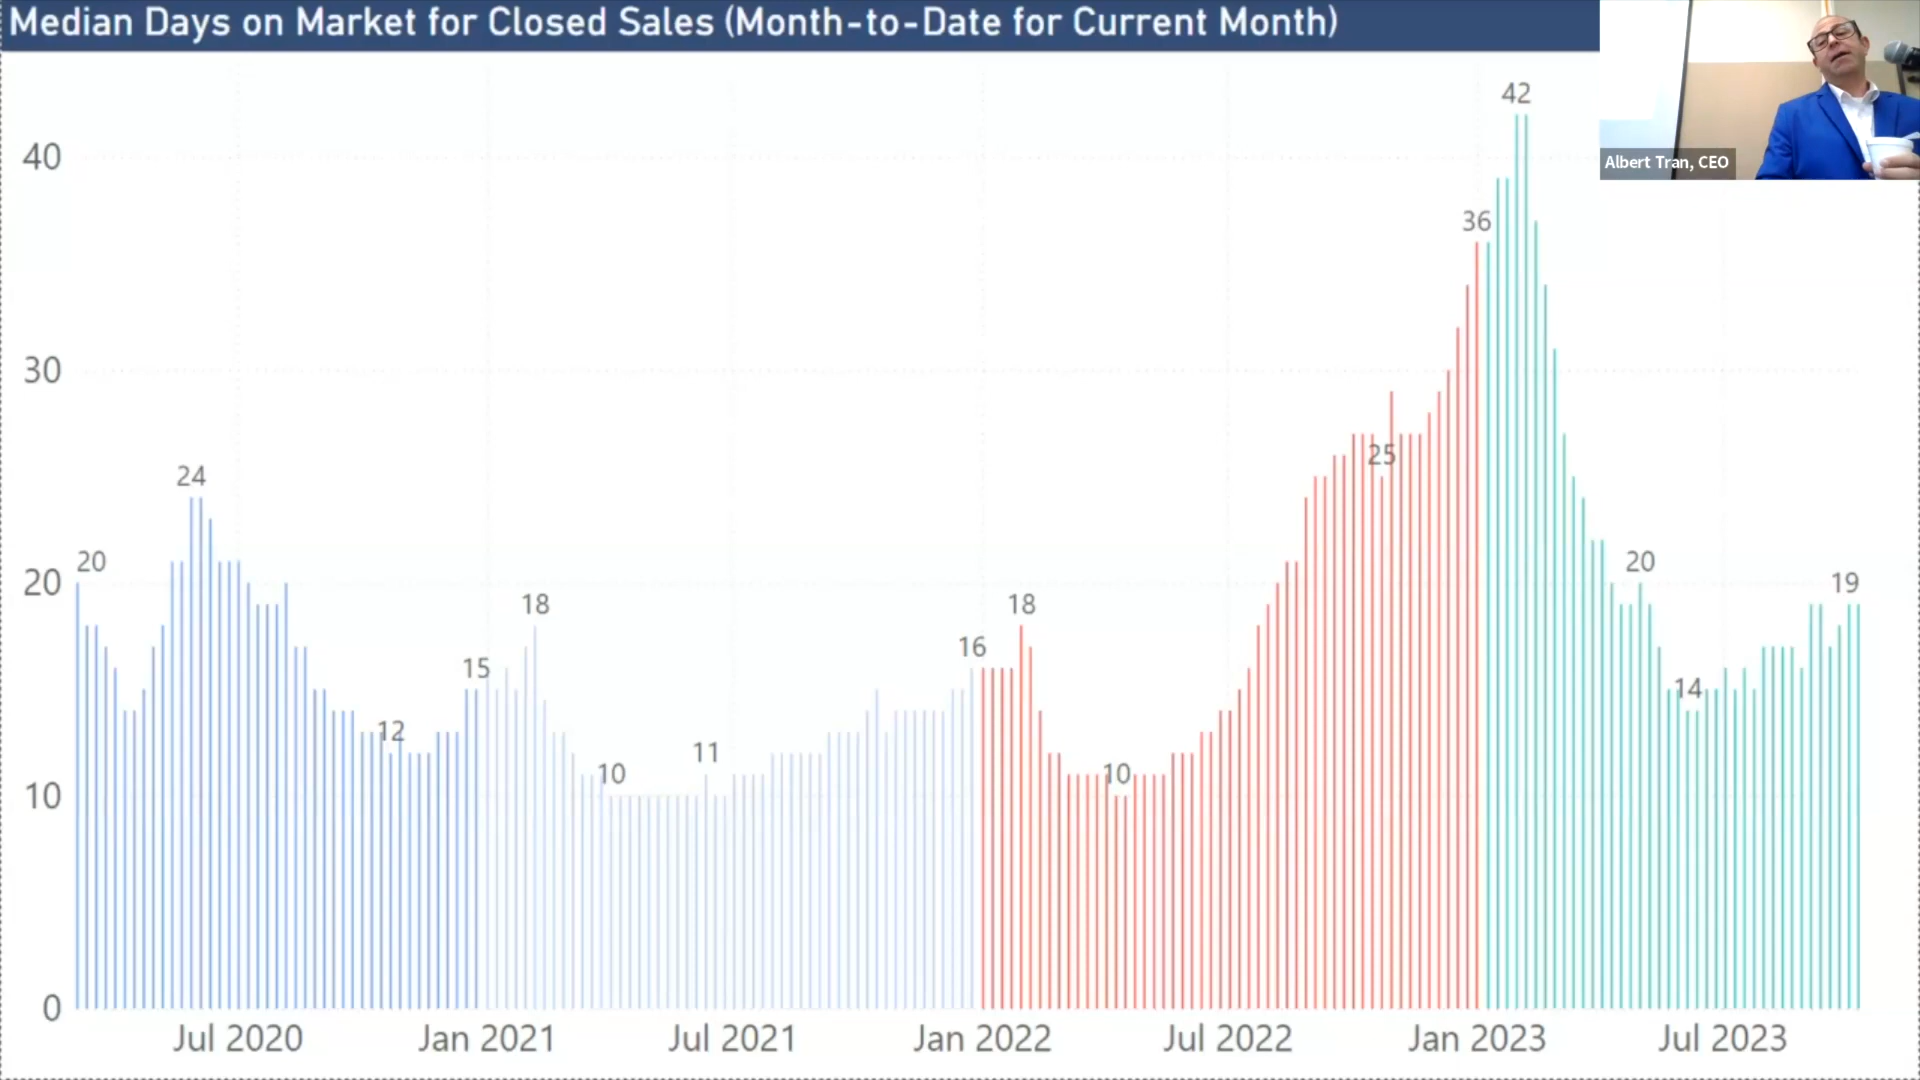 Median Days on Market for Closed Sales (Month-to-Date for Current Month)
Albert Tran, CEO
42
40
36
30
25
24
20
20
20
19
18
18
16
15
14
12
11
10
10
10
0
Jul 2020
Jan 2021
Jul 2021
Jan 2022
Jul 2022
Jan 2023
Jul 2023